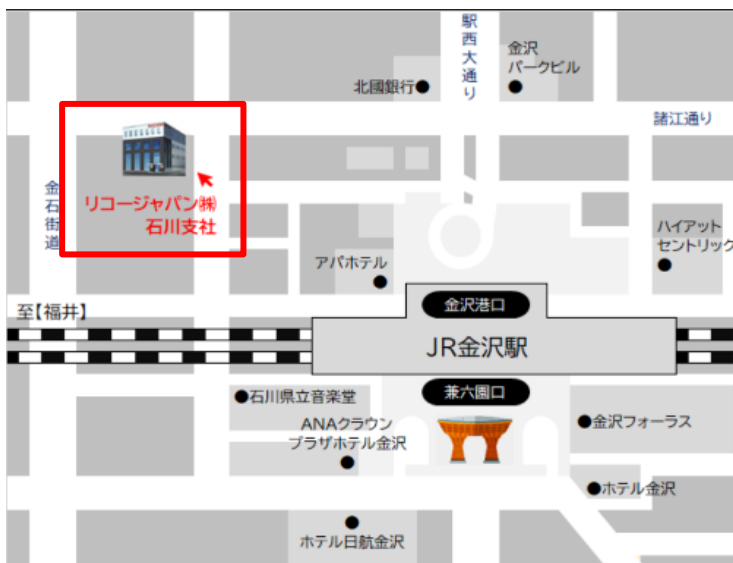 駅西大通り
金沢
パークビル
北國銀行●
諸江通り
金石街道
リコージャパン㈱
石川支社
ハイアット
セントリック
アパホテル
至【福井】
金沢港口
JR金沢駅
兼六園口
●石川県立音楽堂
ANAクラウン
プラザホテル金沢
●金沢フォーラス
●ホテル金沢
ホテル日航金沢